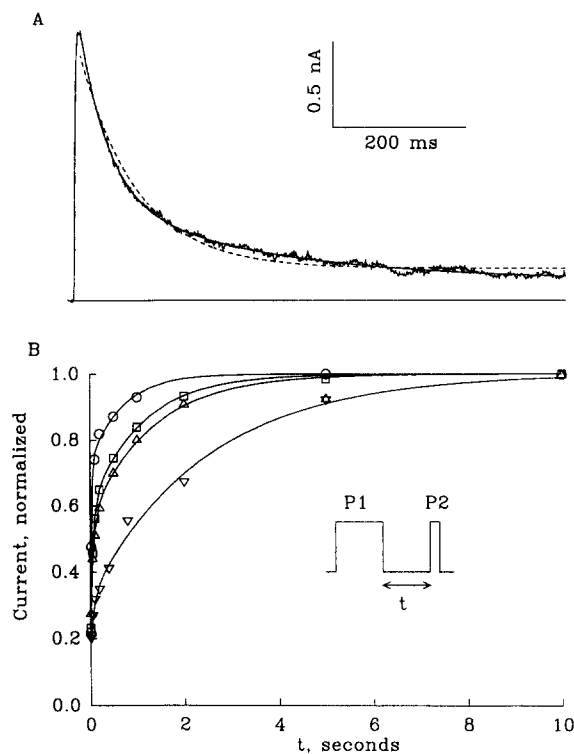 A
0.5 nA
200 ms
B
Current, normalized
1.0
0.8
0.6
0.4
0.2
0.0
P1 P2
t
0 2 4 6 8 10
t, seconds